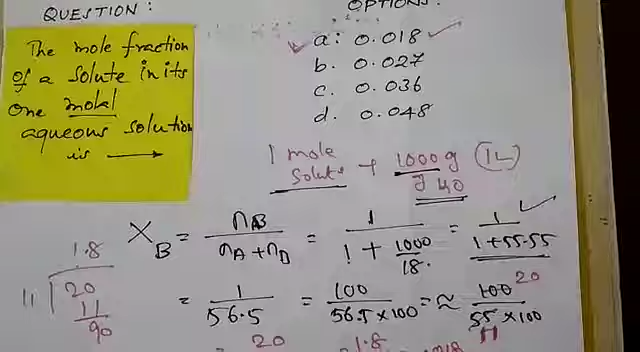 QUESTION :
OPTIONS :
The mole fraction
of a solute in its
one molal
aqueous solution
is →
a: 0.018 ✓
b. 0.027
c. 0.036
d. 0.048
1 mole
solute + 1000 g (1L)
X_B = n_B / (n_A + n_B) = 1 / (1 + 1000/18.) = 1 / (1 + 55.55)
= 1 / 56.5 = 100 / (56.5 × 100) = ≈ 100 / (55 × 100)
20
11
1.8
11 | 20
11
90
20
1.8